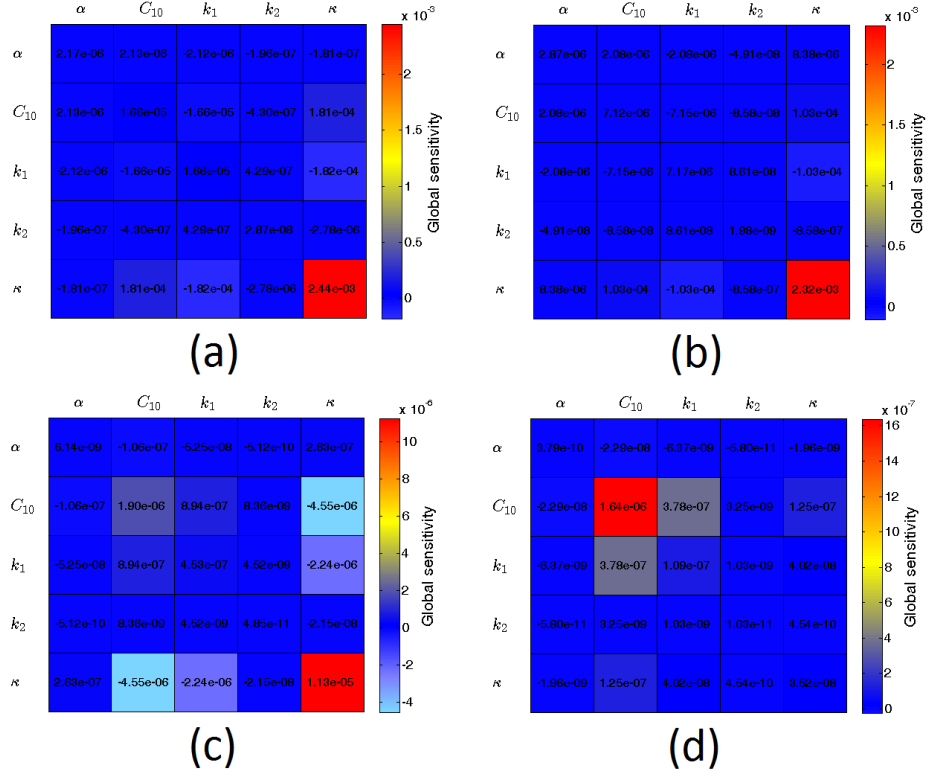 α C₁₀ k₁ k₂ κ
x 10⁻³
α 2.17e-06 2.13e-06 -2.12e-06 -1.96e-07 -1.81e-07
C₁₀ 2.13e-06 1.66e-05 -1.66e-05 -4.30e-07 1.81e-04
k₁ -2.12e-06 -1.66e-05 1.66e-05 4.29e-07 -1.82e-04
k₂ -1.96e-07 -4.30e-07 4.29e-07 2.87e-08 -2.78e-06
κ -1.81e-07 1.81e-04 -1.82e-04 -2.78e-06 2.44e-03
2
1.5
1
0.5
0
Global sensitivity
(a)
α C₁₀ k₁ k₂ κ
x 10⁻³
α 2.87e-06 2.08e-06 -2.08e-06 -4.91e-08 8.38e-06
C₁₀ 2.08e-06 7.12e-06 -7.15e-06 -8.58e-08 1.03e-04
k₁ -2.08e-06 -7.15e-06 7.17e-06 8.61e-08 -1.03e-04
k₂ -4.91e-08 -8.58e-08 8.61e-08 1.98e-09 -8.58e-07
κ 8.38e-06 1.03e-04 -1.03e-04 -8.58e-07 2.32e-03
2
1.5
1
0.5
0
Global sensitivity
(b)
α C₁₀ k₁ k₂ κ
x 10⁻⁶
α 6.14e-09 -1.06e-07 -5.25e-08 -5.12e-10 2.63e-07
C₁₀ -1.06e-07 1.90e-06 8.94e-07 8.36e-09 -4.55e-06
k₁ -5.25e-08 8.94e-07 4.53e-07 4.52e-09 -2.24e-06
k₂ -5.12e-10 8.36e-09 4.52e-09 4.85e-11 -2.15e-08
κ 2.63e-07 -4.55e-06 -2.24e-06 -2.15e-08 1.13e-05
10
8
6
4
2
0
-2
-4
Global sensitivity
(c)
α C₁₀ k₁ k₂ κ
x 10⁻⁷
α 3.79e-10 -2.29e-08 -6.37e-09 -5.80e-11 -1.96e-09
C₁₀ -2.29e-08 1.64e-06 3.78e-07 3.25e-09 1.25e-07
k₁ -6.37e-09 3.78e-07 1.09e-07 1.03e-09 4.02e-08
k₂ -5.80e-11 3.25e-09 1.03e-09 1.03e-11 4.54e-10
κ -1.96e-09 1.25e-07 4.02e-08 4.54e-10 3.52e-08
16
14
12
10
8
6
4
2
0
Global sensitivity
(d)